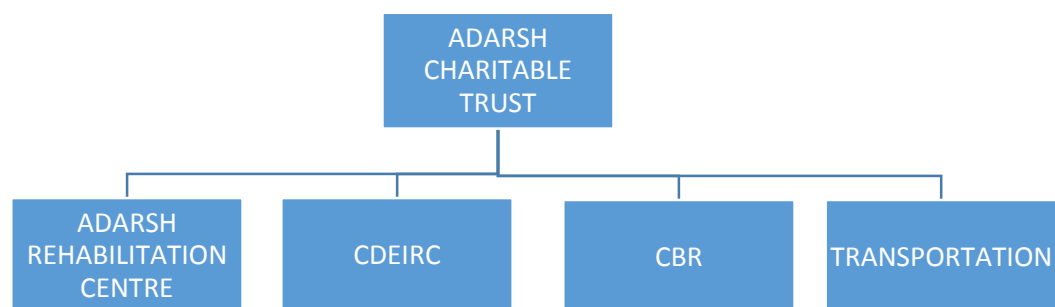 ADARSH
CHARITABLE
TRUST
ADARSH
REHABILITATION
CENTRE
CDEIRC
CBR
TRANSPORTATION